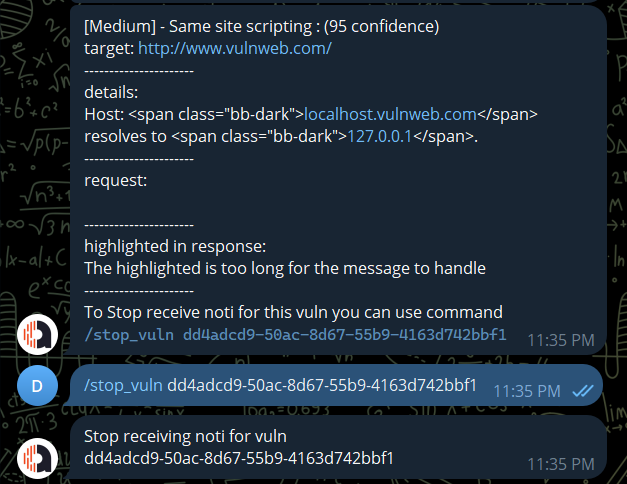 [Medium] - Same site scripting : (95 confidence)
target: http://www.vulnweb.com/
----------------------
details:
Host: <span class="bb-dark">localhost.vulnweb.com</span>
resolves to <span class="bb-dark">127.0.0.1</span>.
----------------------
request:
----------------------
highlighted in response:
The highlighted is too long for the message to handle
----------------------
To Stop receive noti for this vuln you can use command
/stop_vuln dd4adcd9-50ac-8d67-55b9-4163d742bbf1
11:35 PM
D
/stop_vuln dd4adcd9-50ac-8d67-55b9-4163d742bbf1
11:35 PM
Stop receiving noti for vuln
dd4adcd9-50ac-8d67-55b9-4163d742bbf1
11:35 PM